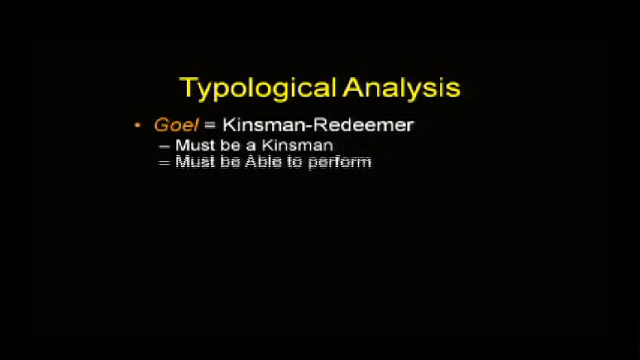 Typological Analysis
• Goel = Kinsman-Redeemer
– Must be a Kinsman
– Must be Able to perform